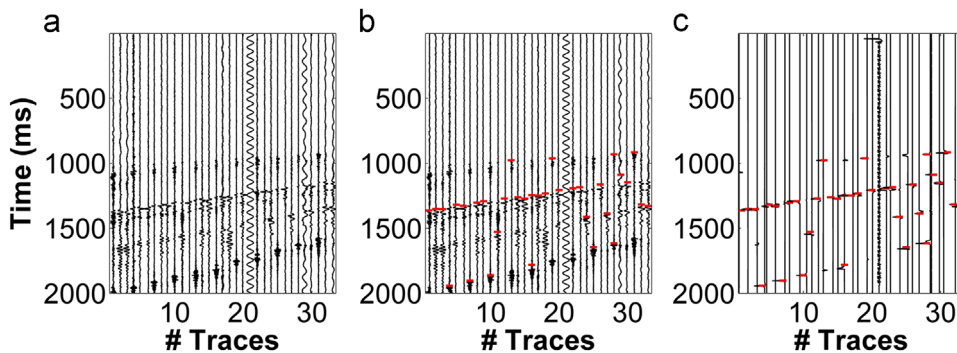 a b c
Time (ms)
500 500 500
1000 1000 1000
1500 1500 1500
2000 2000 2000
10 20 30 10 20 30 10 20 30
# Traces # Traces # Traces